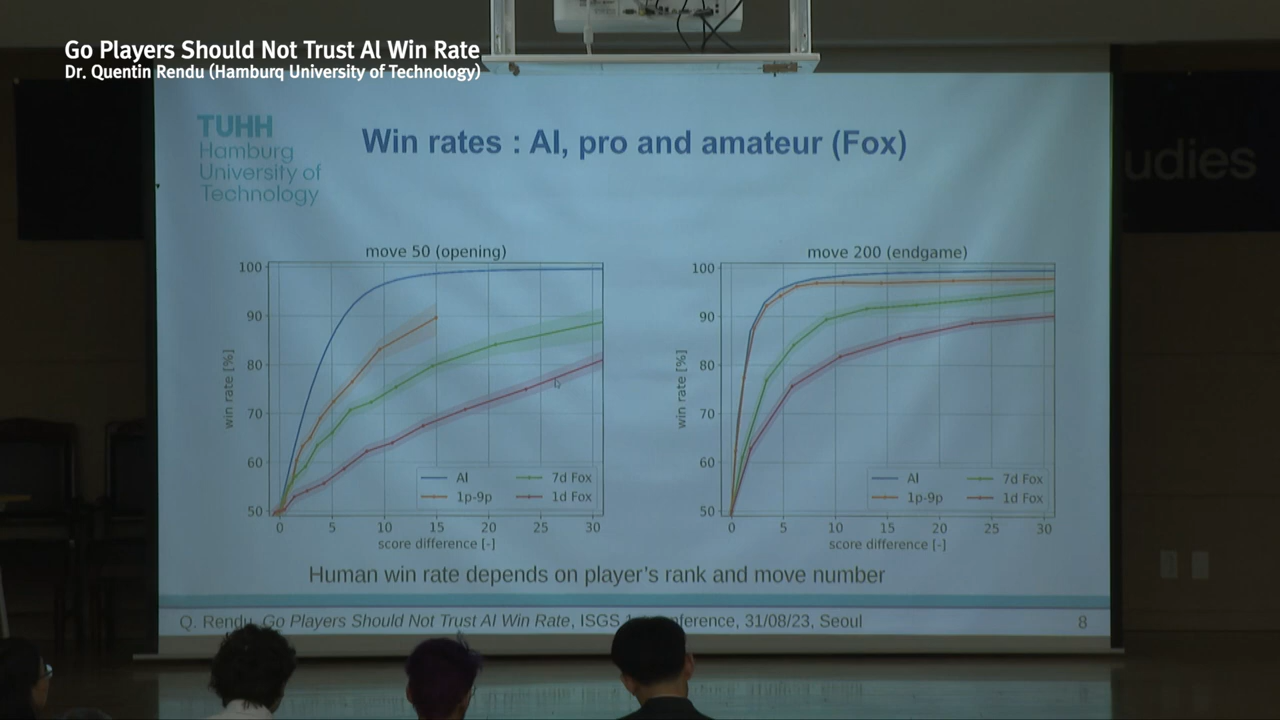 Go Players Should Not Trust AI Win Rate
Dr. Quentin Rendu (Hamburg University of Technology)
TUHH
Hamburg
University of
Technology
Win rates : AI, pro and amateur (Fox)
udies
move 50 (opening)
100
90
80
70
60
50
win rate [%]
0 5 10 15 20 25 30
score difference [-]
AI
1p-9p
7d Fox
1d Fox
move 200 (endgame)
100
90
80
70
60
50
win rate [%]
0 5 10 15 20 25 30
score difference [-]
AI
1p-9p
7d Fox
1d Fox
Human win rate depends on player's rank and move number
Q. Rendu, Go Players Should Not Trust AI Win Rate, ISGS 1 ference, 31/08/23, Seoul
8